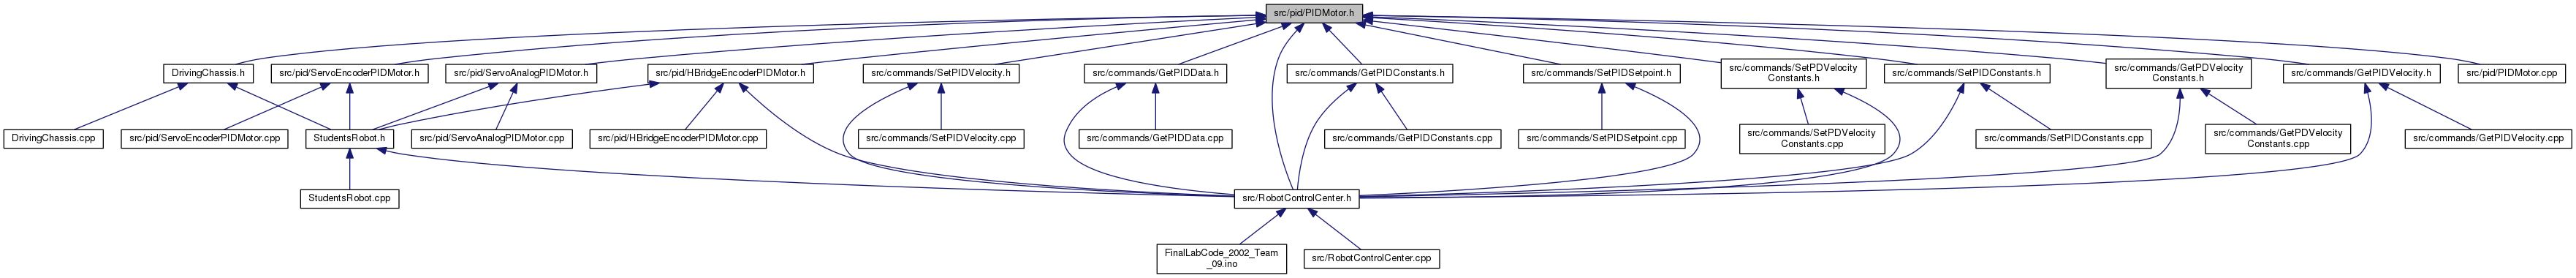 src/pid/PIDMotor.h
DrivingChassis.h
src/pid/ServoEncoderPIDMotor.h
src/pid/ServoAnalogPIDMotor.h
src/pid/HBridgeEncoderPIDMotor.h
src/commands/SetPIDVelocity.h
src/commands/GetPIDData.h
src/commands/GetPIDConstants.h
src/commands/SetPIDSetpoint.h
src/commands/SetPDVelocity
Constants.h
src/commands/SetPIDConstants.h
src/commands/GetPDVelocity
Constants.h
src/commands/GetPIDVelocity.h
src/pid/PIDMotor.cpp
DrivingChassis.cpp
src/pid/ServoEncoderPIDMotor.cpp
StudentsRobot.h
src/pid/ServoAnalogPIDMotor.cpp
src/pid/HBridgeEncoderPIDMotor.cpp
src/commands/SetPIDVelocity.cpp
src/commands/GetPIDData.cpp
src/commands/GetPIDConstants.cpp
src/commands/SetPIDSetpoint.cpp
src/commands/SetPDVelocity
Constants.cpp
src/commands/SetPIDConstants.cpp
src/commands/GetPDVelocity
Constants.cpp
src/commands/GetPIDVelocity.cpp
StudentsRobot.cpp
src/RobotControlCenter.h
FinalLabCode_2002_Team
_09.ino
src/RobotControlCenter.cpp